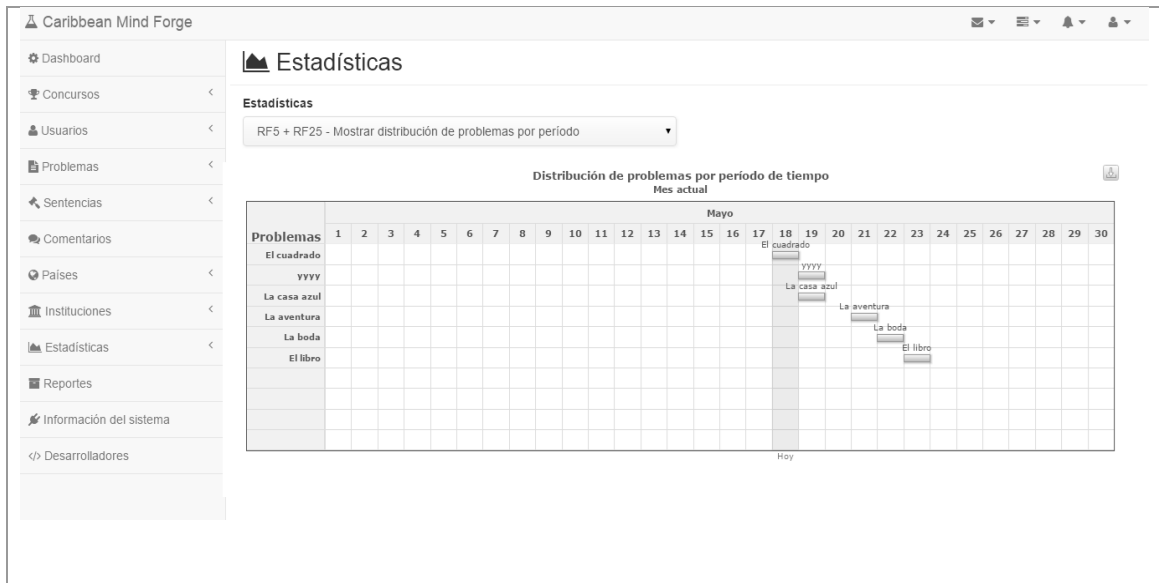 Caribbean Mind Forge
Dashboard
Concursos
Usuarios
Problemas
Sentencias
Comentarios
Países
Instituciones
Estadísticas
Reportes
Información del sistema
Desarrolladores
Estadísticas
Estadísticas
RF5 + RF25 - Mostrar distribución de problemas por período
Distribución de problemas por período de tiempo
Mes actual
Mayo
Problemas 1 2 3 4 5 6 7 8 9 10 11 12 13 14 15 16 17 18 19 20 21 22 23 24 25 26 27 28 29 30
El cuadrado El cuadrado
yyyy yyyy
La casa azul La casa azul
La aventura La aventura
La boda La boda
El libro El libro
Hoy